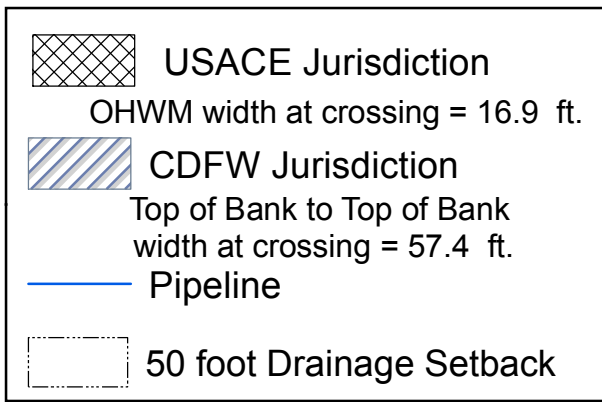 USACE Jurisdiction
OHWM width at crossing = 16.9 ft.
CDFW Jurisdiction
Top of Bank to Top of Bank
width at crossing = 57.4 ft.
Pipeline
50 foot Drainage Setback